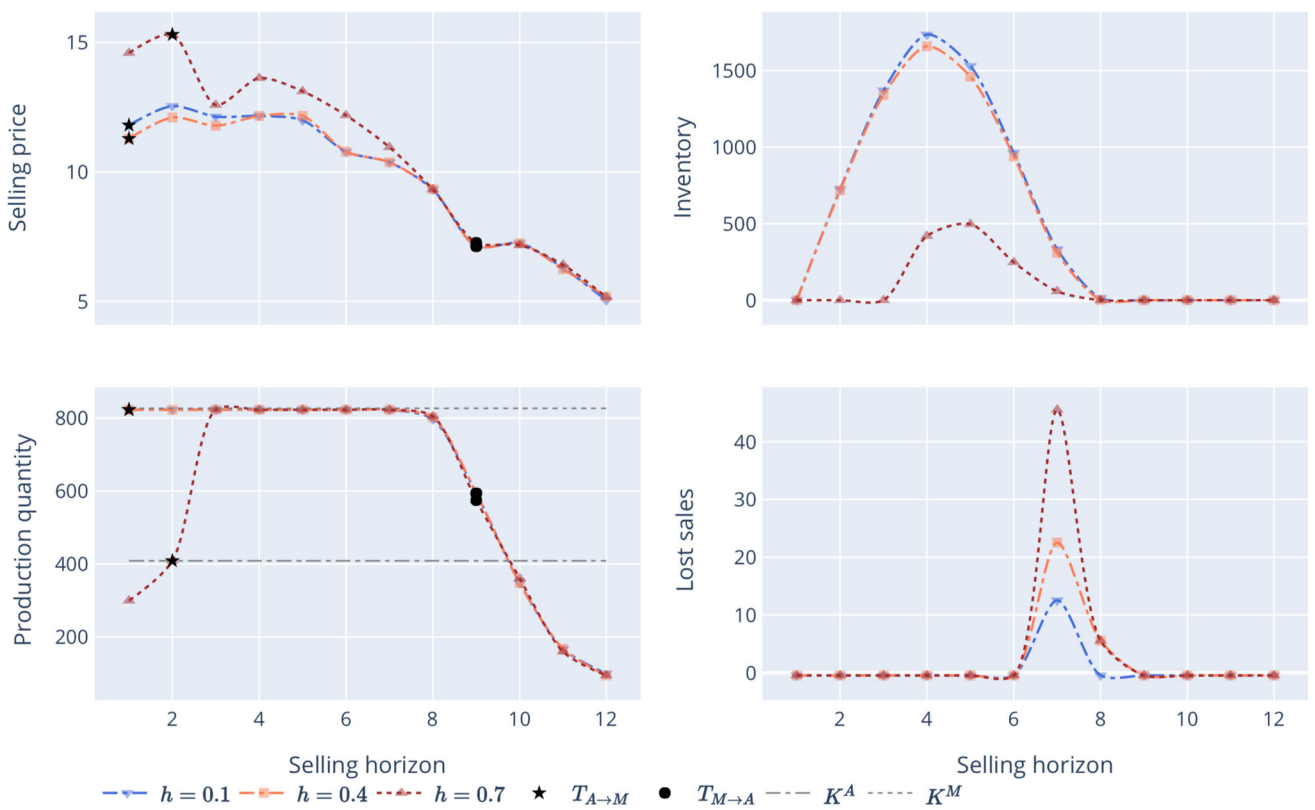 Selling price
15
10
5
Inventory
1500
1000
500
0
Production quantity
800
600
400
200
2 4 6 8 10 12
Selling horizon
Lost sales
40
30
20
10
0
2 4 6 8 10 12
Selling horizon
h = 0.1 h = 0.4 h = 0.7 T_{A→M} T_{M→A} K^A K^M